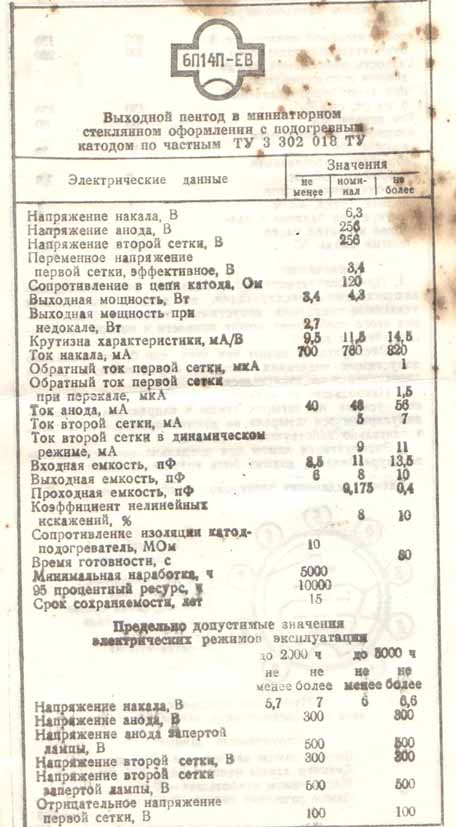 6П14П-ЕВ
Выходной пентод в миниатюрном
стеклянном оформлении с подогревным
катодом по частным ТУ 3 302 018 ТУ
Электрические данные
Значения
не менее номинал не более
Напряжение накала, В 6,3
Напряжение анода, В 256
Напряжение второй сетки, В 256
Переменное напряжение
первой сетки, эффективное, В 3,4
Сопротивление в цепи катода, Ом 120
Выходная мощность, Вт 3,4 4,3
Выходная мощность при
недокале, Вт 2,7
Крутизна характеристики, мА/В 9,5 11,5 14,5
Ток накала, мА 700 760 820
Обратный ток первой сетки, мкА 1
Обратный ток первой сетки
при перекале, мкА 1,5
Ток анода, мА 40 48 56
Ток второй сетки, мА 5 7
Ток второй сетки в динамическом
режиме, мА 9 11
Входная емкость, пФ 8,5 11 13,5
Выходная емкость, пФ 6 8 10
Проходная емкость, пФ 0,175 0,4
Коэффициент нелинейных
искажений, % 8 10
Сопротивление изоляции катод-
подогреватель, МОм 10
Время готовности, с 80
Минимальная наработка, ч 5000
95 процентный ресурс, ч 10000
Срок сохраняемости, лет 15
Предельно допустимые значения
электрических режимов эксплуатации
до 2000 ч до 5000 ч
не не не не
менее более менее более
Напряжение накала, В 5,7 7 6 6,6
Напряжение анода, В 300 300
Напряжение анода запертой
лампы, В 500 500
Напряжение второй сетки, В 300 300
Напряжение второй сетки
запертой лампы, В 500 500
Отрицательное напряжение
первой сетки, В 100 100